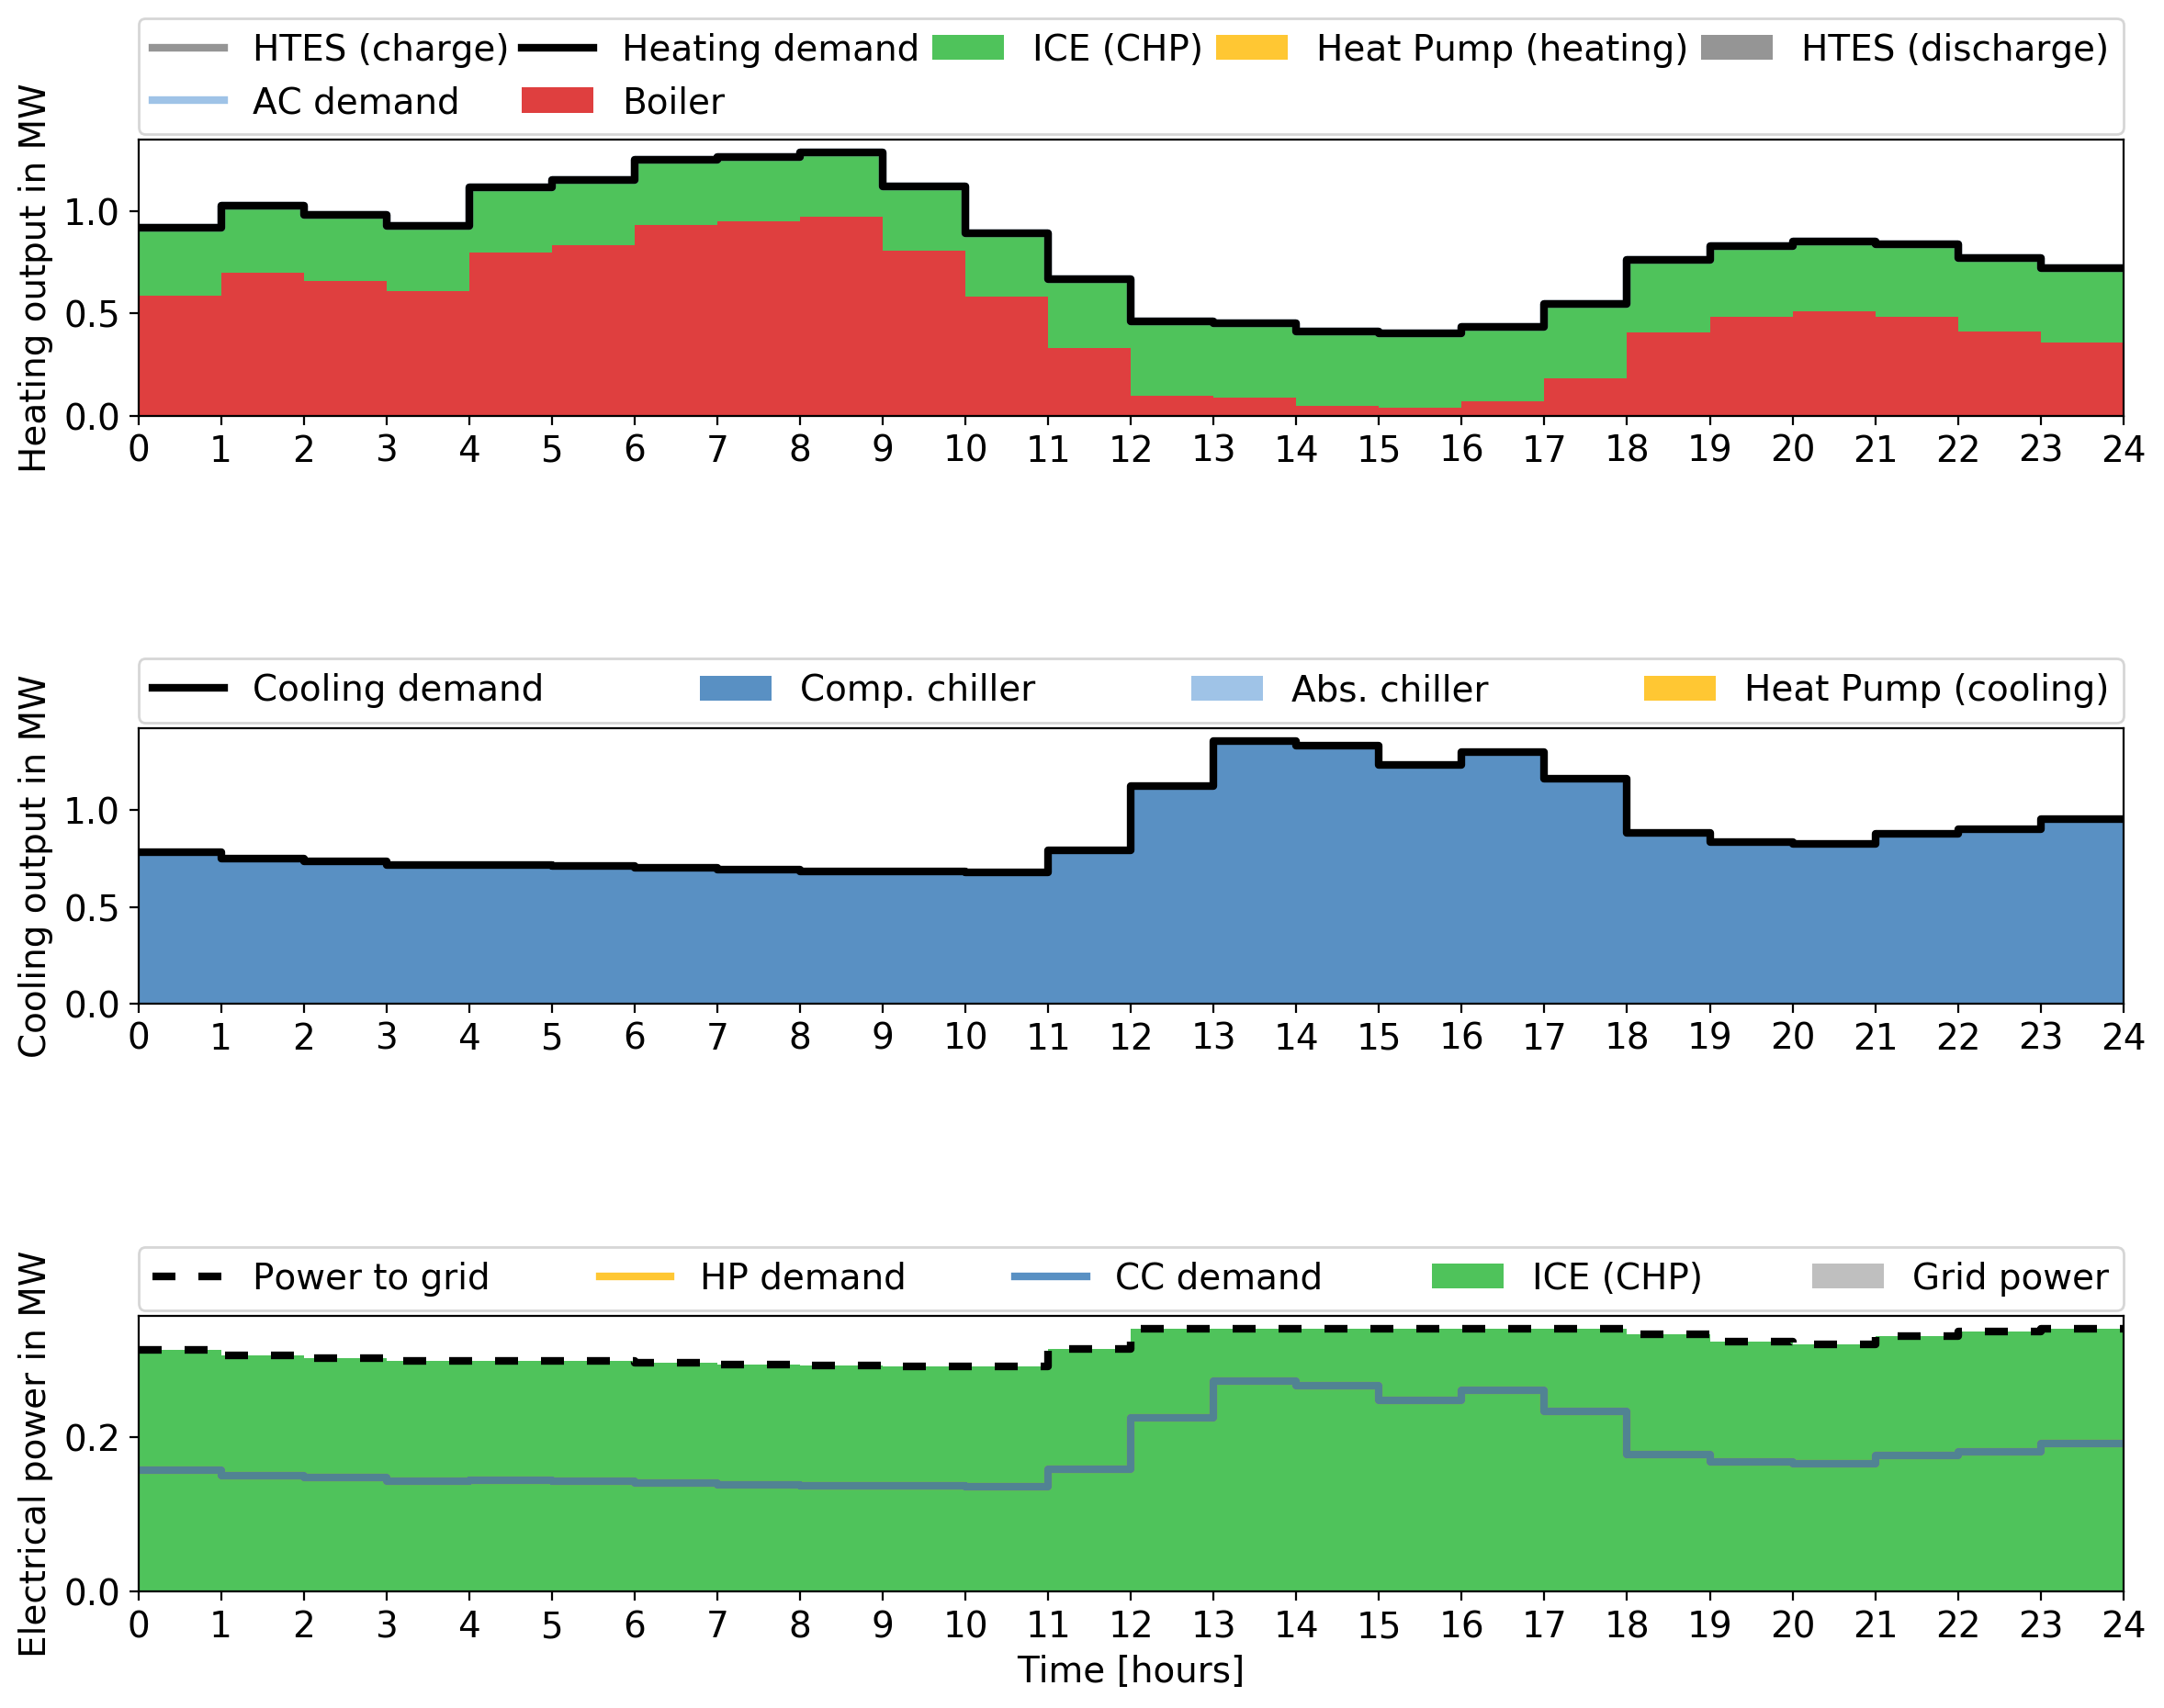 HTES (charge) Heating demand ICE (CHP) Heat Pump (heating) HTES (discharge)
AC demand Boiler
Heating output in MW
1.0
0.5
0.0
0 1 2 3 4 5 6 7 8 9 10 11 12 13 14 15 16 17 18 19 20 21 22 23 24
Cooling demand Comp. chiller Abs. chiller Heat Pump (cooling)
Cooling output in MW
1.0
0.5
0.0
0 1 2 3 4 5 6 7 8 9 10 11 12 13 14 15 16 17 18 19 20 21 22 23 24
Power to grid HP demand CC demand ICE (CHP) Grid power
Electrical power in MW
0.2
0.0
0 1 2 3 4 5 6 7 8 9 10 11 12 13 14 15 16 17 18 19 20 21 22 23 24
Time [hours]